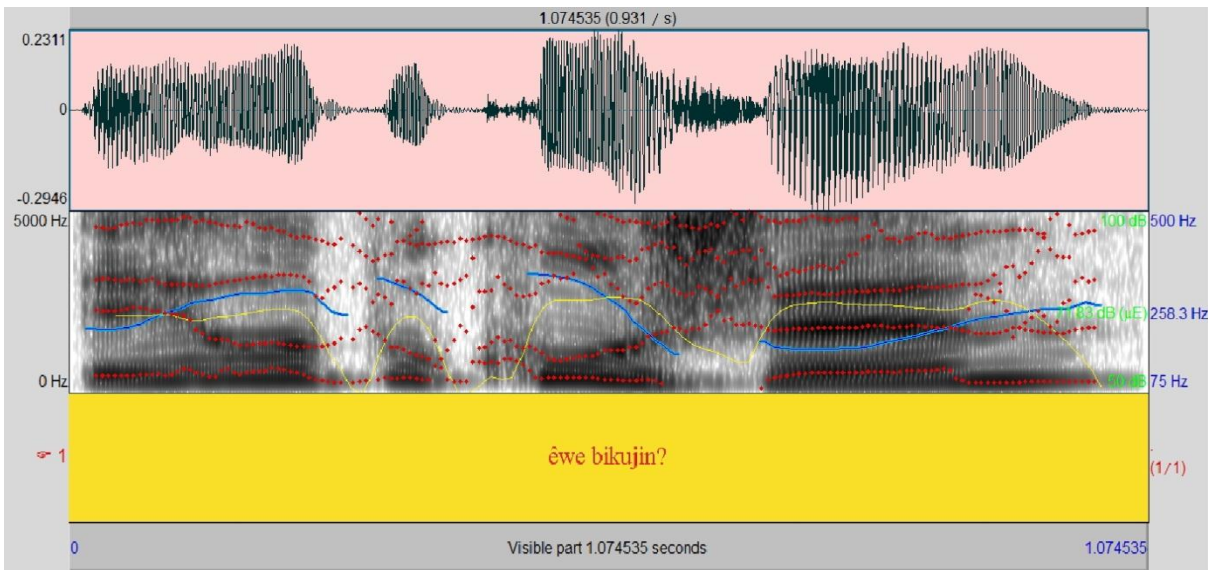 1.074535 (0.931 / s)
0.2311
0
-0.2946
5000 Hz
100 dB 500 Hz
258.3 Hz
0 Hz
50 dB 75 Hz
☞ 1
êwe bikujin?
(1/1)
0
Visible part 1.074535 seconds
1.074535